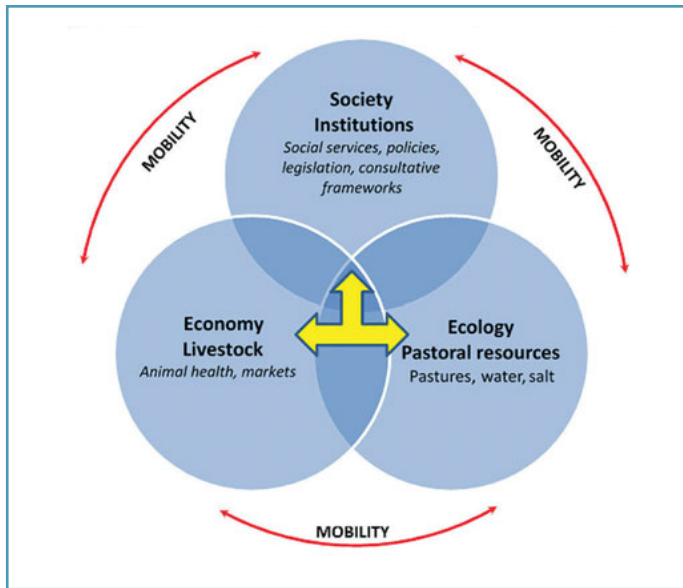 MOBILITY
MOBILITY
Society
Institutions
Social services, policies,
legislation, consultative
frameworks
Economy
Livestock
Animal health, markets
Ecology
Pastoral resources
Pastures, water, salt
MOBILITY